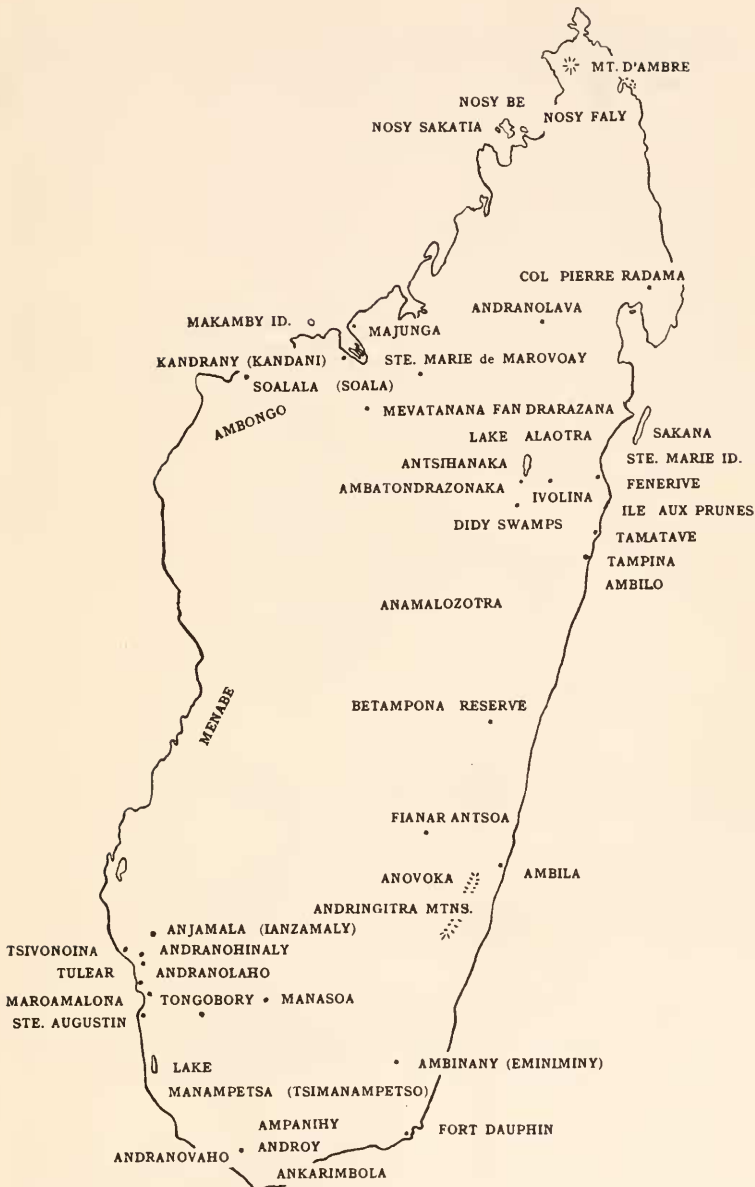 MT. D'AMBRE
NOSY BE
NOSY FALY
NOSY SAKATIA
COL PIERRE RADAMA
ANDRANOLAVA
MAKAMBY ID.
MAJUNGA
KANDRANY (KANDANI)
STE. MARIE de MAROVOAY
SOALALA (SOALA)
AMBONGO
MEVATANANA FAN DRARAZANA
LAKE ALAOTRA
SAKANA
ANTSIHANAKA
STE. MARIE ID.
AMBATONDRAZONAKA
IVOLINA
FENERIVE
DIDY SWAMPS
ILE AUX PRUNES
TAMATAVE
TAMPINA
AMBILO
ANAMALOZOTRA
MENABE
BETAMPONA RESERVE
FIANAR ANTSOA
ANOVOKA
AMBILA
ANDRINGITRA MTNS.
ANJAMALA (IANZAMALY)
TSIVONOINA
ANDRANOHINALY
TULEAR
ANDRANOLAHO
MAROAMALONA
TONGOBORY
MANASOA
STE. AUGUSTIN
LAKE
MANAMPETSA (TSIMANAMPETSO)
AMBINANY (EMINIMINY)
AMPANIHY
FORT DAUPHIN
ANDROY
ANDRANOVAHO
ANKARIMBOLA